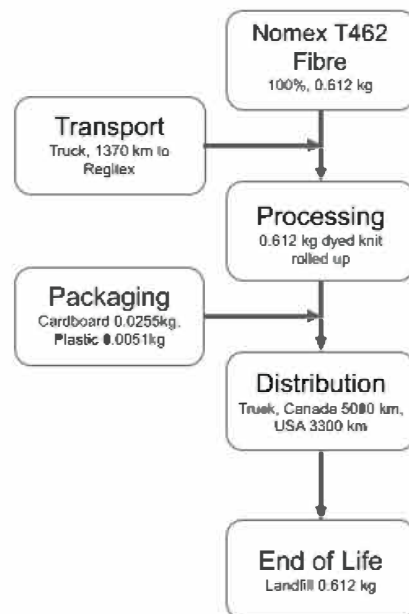 Nomex T462
Fibre
100%, 0.612 kg
Transport
Truck, 1370 km to
Regitex
Processing
0.612 kg dyed knit
rolled up
Packaging
Cardboard 0.0255kg,
Plastic 0.0051kg
Distribution
Truck, Canada 5000 km,
USA 3300 km
End of Life
Landfill 0.612 kg